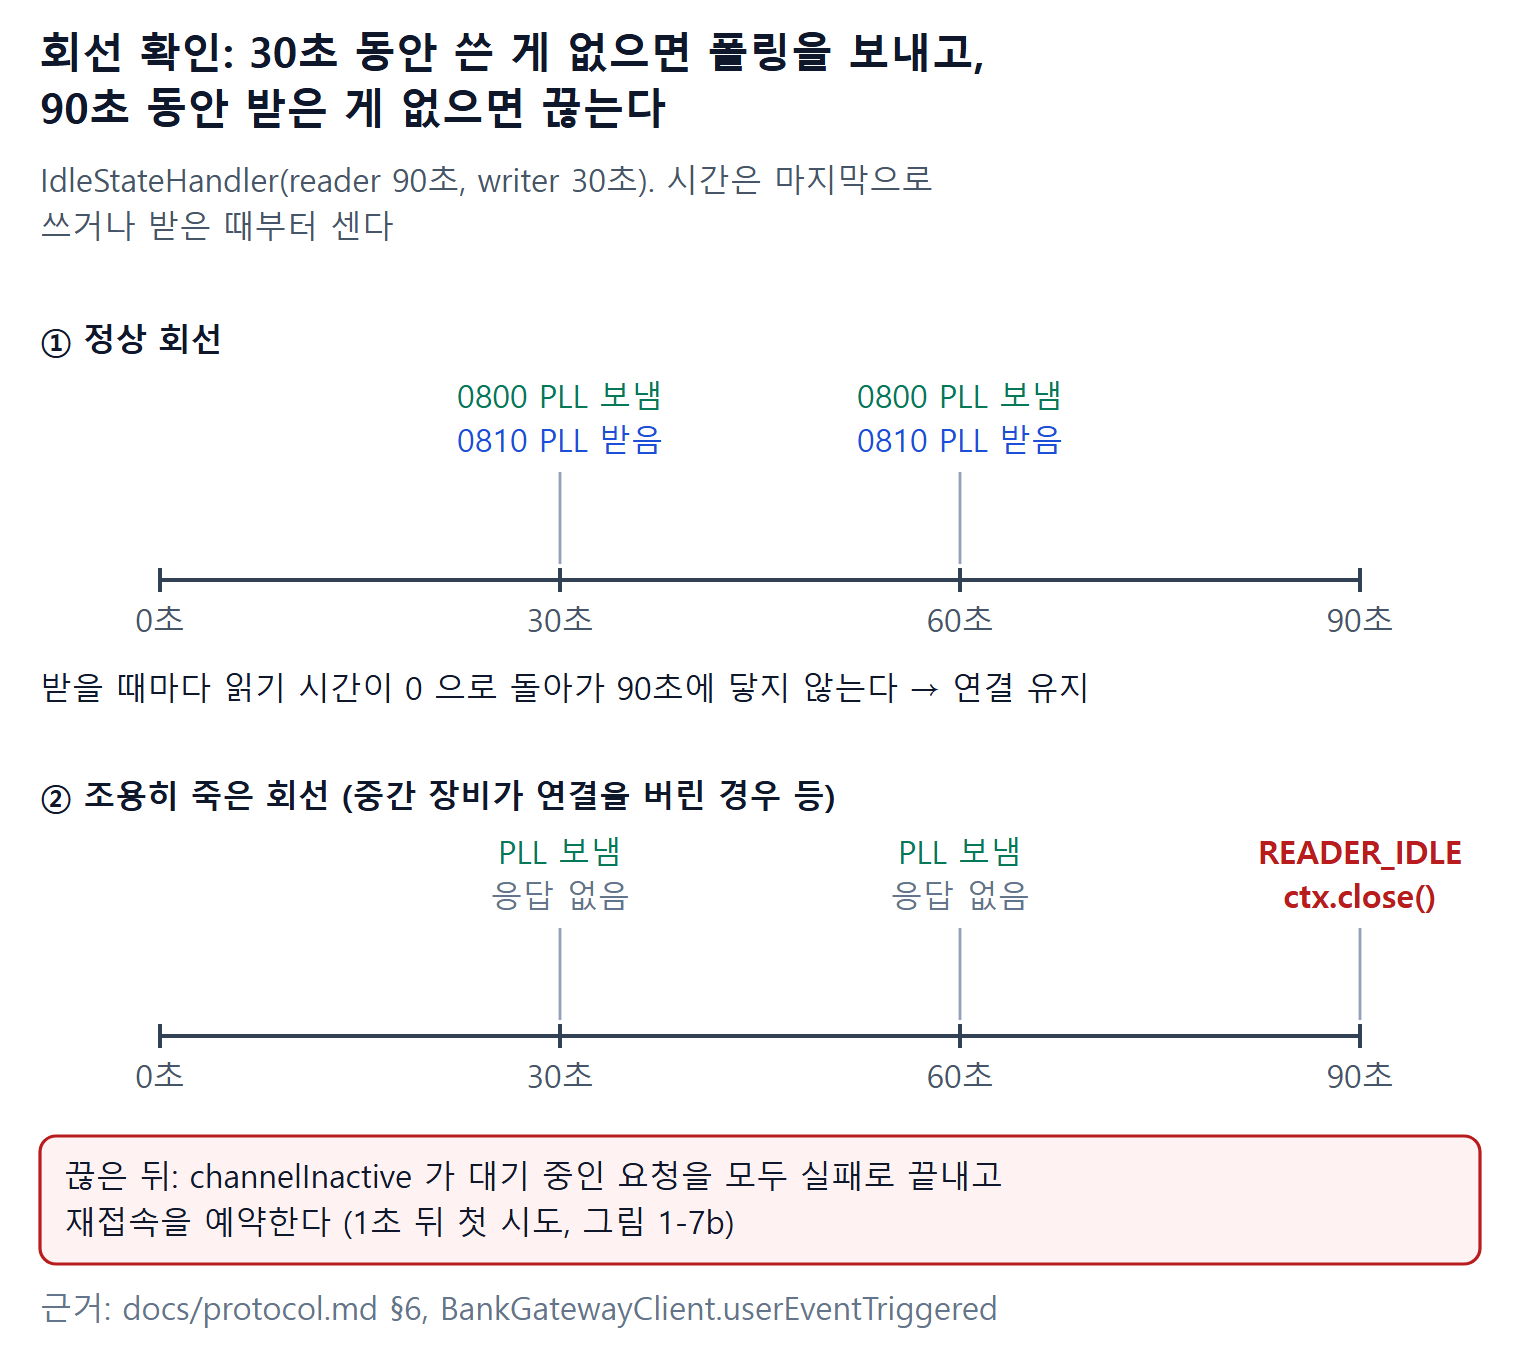 회선 확인: 30초 동안 쓴 게 없으면 폴링을 보내고,
90초 동안 받은 게 없으면 끊는다
IdleStateHandler(reader 90초, writer 30초). 시간은 마지막으로
쓰거나 받은 때부터 센다
① 정상 회선
0800 PLL 보냄
0810 PLL 받음
0800 PLL 보냄
0810 PLL 받음
0초
30초
60초
90초
받을 때마다 읽기 시간이 0 으로 돌아가 90초에 닿지 않는다 → 연결 유지
② 조용히 죽은 회선 (중간 장비가 연결을 버린 경우 등)
PLL 보냄
응답 없음
PLL 보냄
응답 없음
READER_IDLE
ctx.close()
0초
30초
60초
90초
끊은 뒤: channelInactive 가 대기 중인 요청을 모두 실패로 끝내고
재접속을 예약한다 (1초 뒤 첫 시도, 그림 1-7b)
근거: docs/protocol.md §6, BankGatewayClient.userEventTriggered